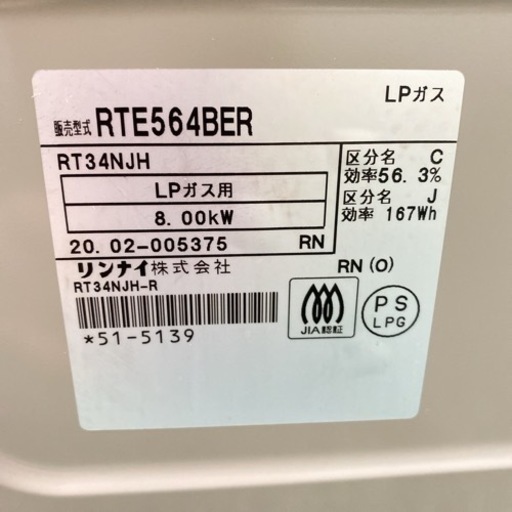 LPガス
販売型式 RTE564BER
RT34NJH
LPガス用
8.00kW
20.02-005375 RN
リンナイ株式会社
RT34NJH-R
*51-5139
区分名 C
効率56.3%
区分名 J
効率 167Wh
RN(O)
JIA認証
PS
LPG